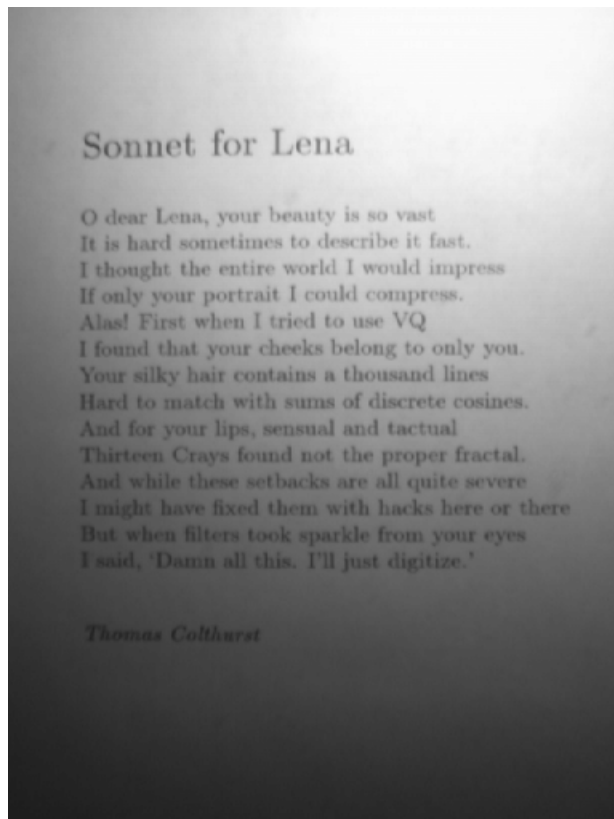 Sonnet for Lena
O dear Lena, your beauty is so vast
It is hard sometimes to describe it fast.
I thought the entire world I would impress
If only your portrait I could compress.
Alas! First when I tried to use VQ
I found that your cheeks belong to only you.
Your silky hair contains a thousand lines
Hard to match with sums of discrete cosines.
And for your lips, sensual and tactual
Thirteen Crays found not the proper fractal.
And while these setbacks are all quite severe
I might have fixed them with hacks here or there
But when filters took sparkle from your eyes
I said, ‘Damn all this. I'll just digitize.’
Thomas Colthurst